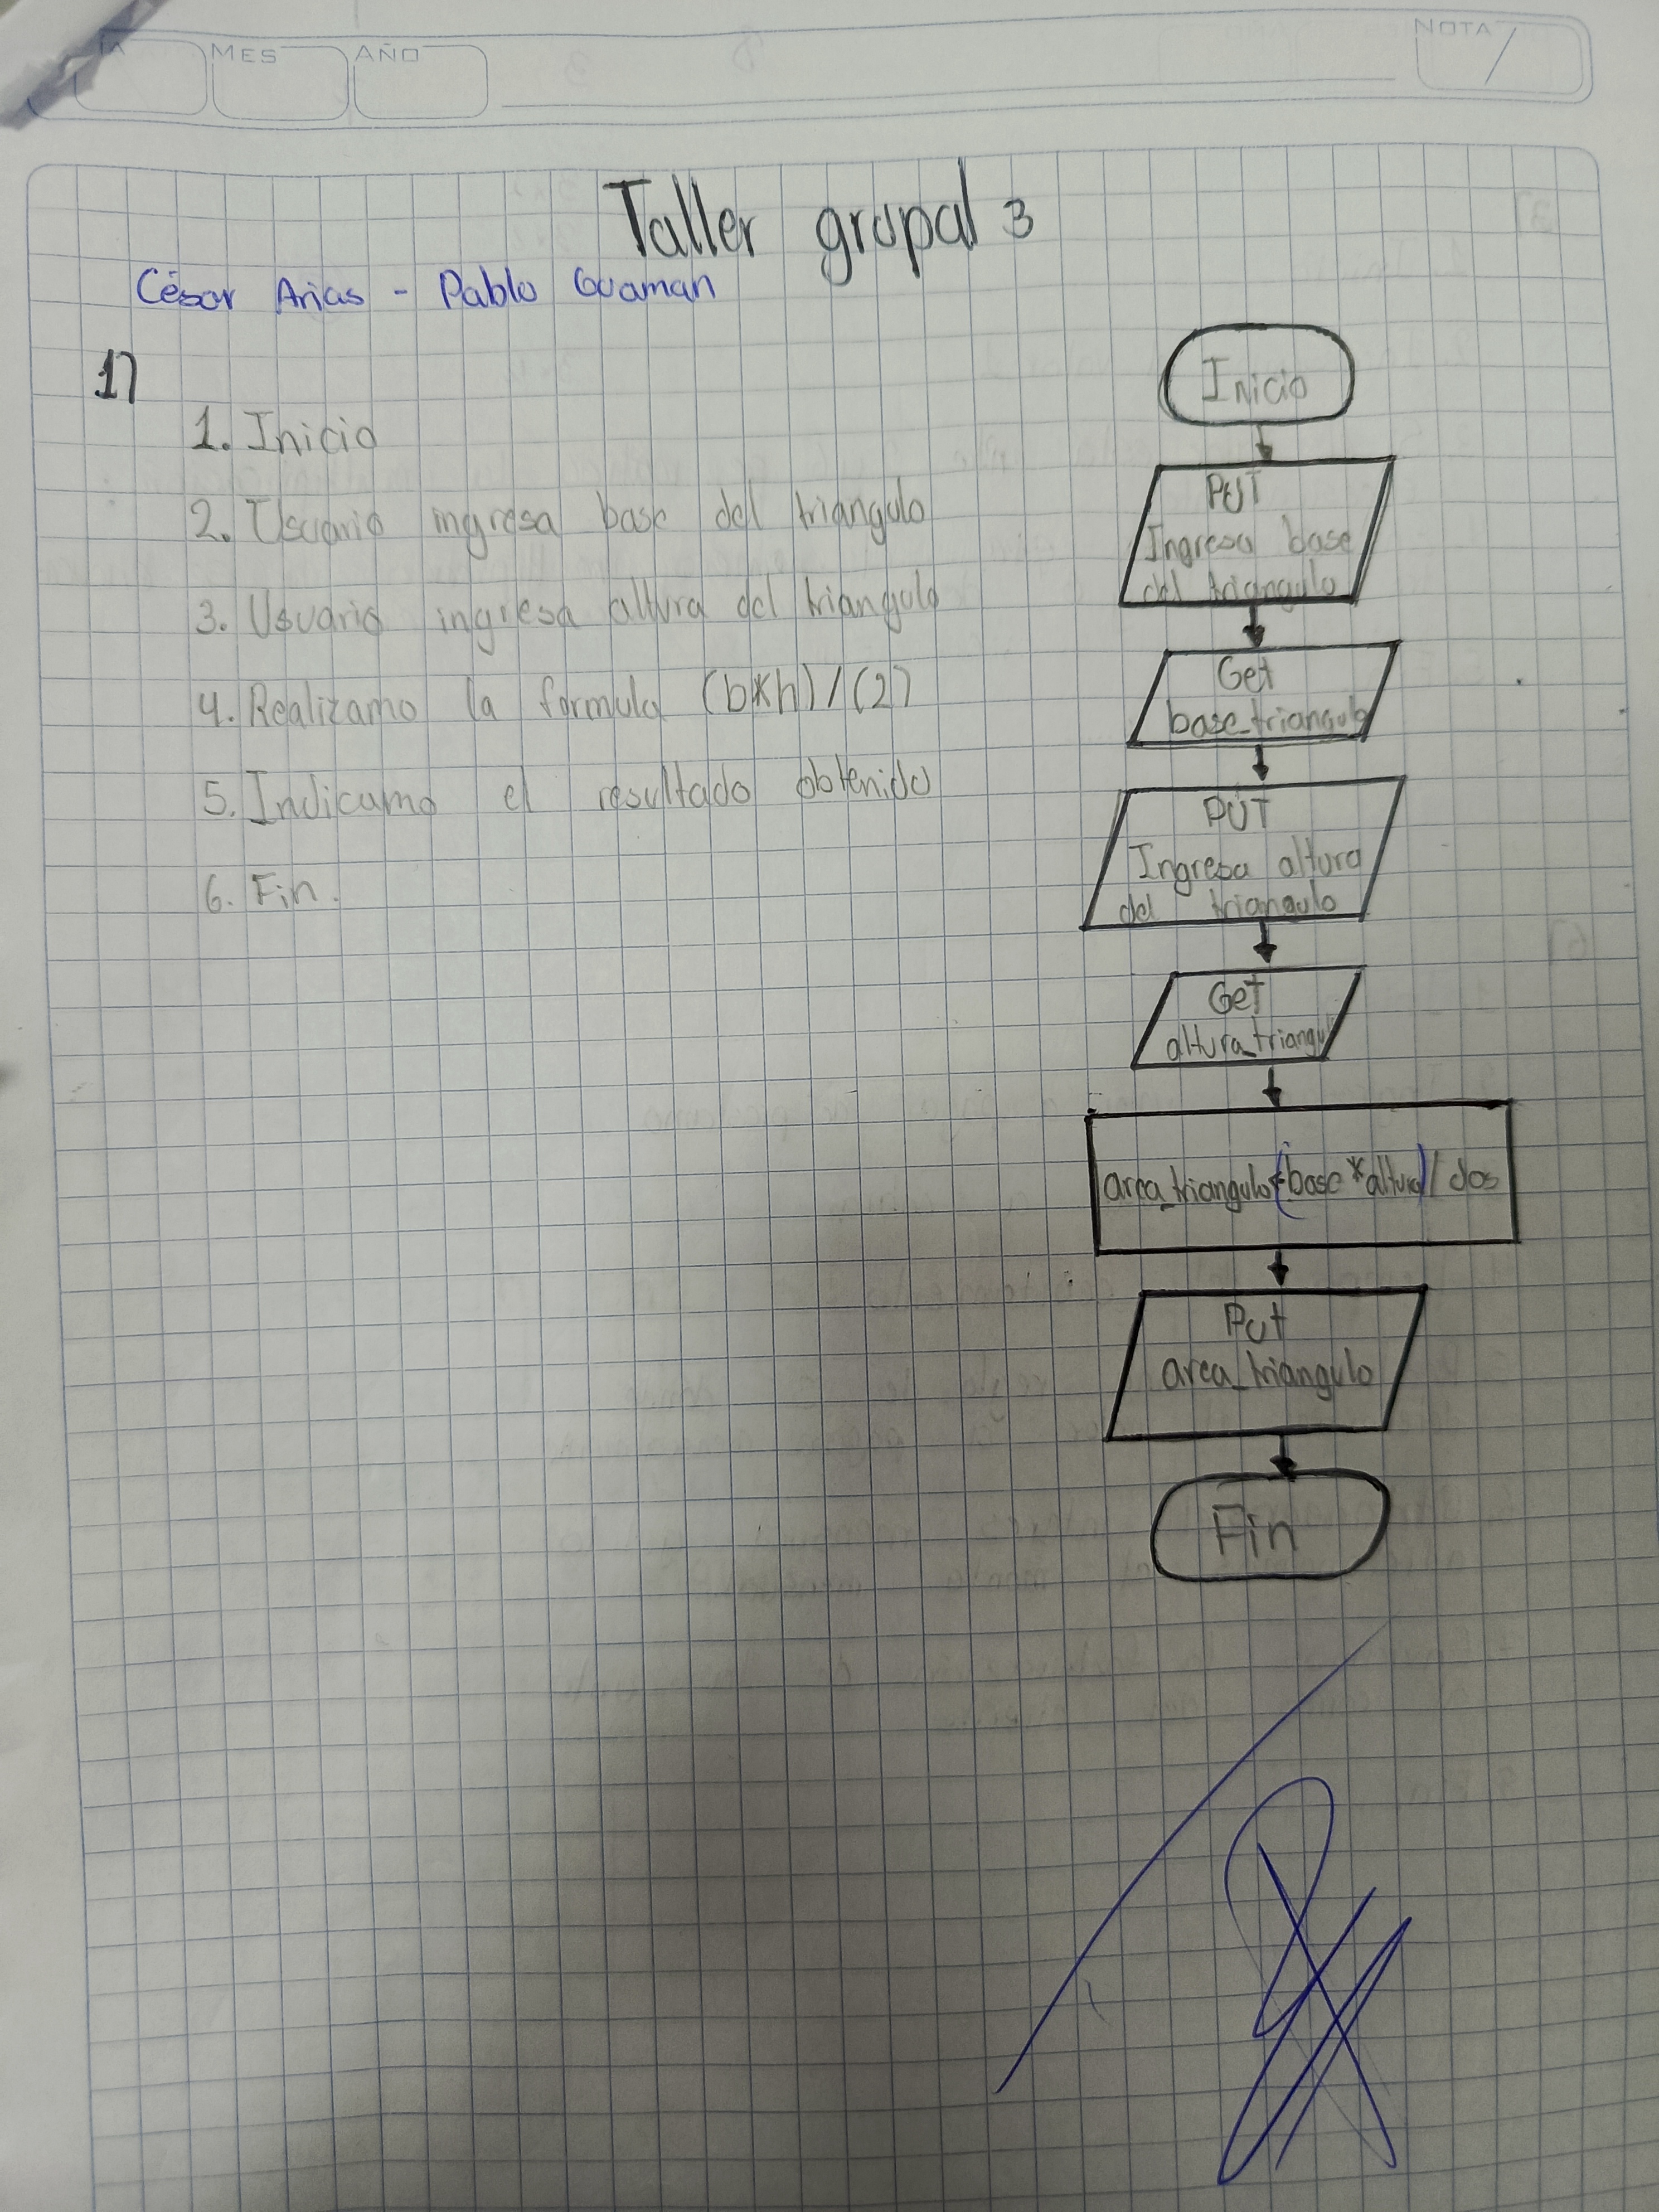 MES
AÑO
NOTA
Taller grupal 3
César Arias - Pablo Guaman
1)
1. Inicio
2. Usuario ingresa base del triangulo
3. Usuario ingresa altura del triangulo
4. Realizamo la formula (b*h)/(2)
5. Indicamo el resultado obtenido
6. Fin.
Inicio
PUT
Ingresa base
del triangulo
Get
base_triangulo
PUT
Ingresa altura
del triangulo
GeT
altura_triangul
area_triangulo=(base*altura)/dos
Put
area_triangulo
Fin